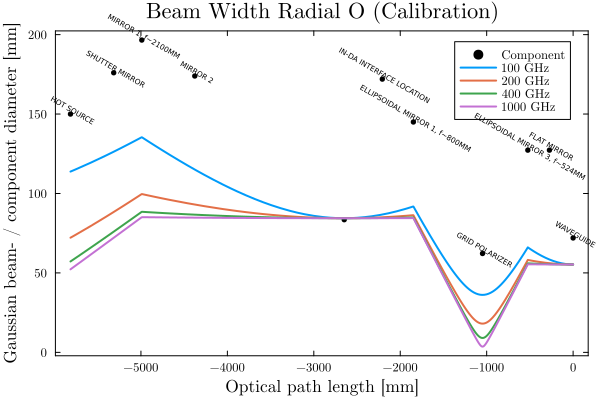 Beam Width Radial O (Calibration)
Gaussian beam- / component diameter [mm]
200
150
100
50
0
MIRROR 1, f~2100MM
SHUTTER MIRROR
MIRROR 2
HOT SOURCE
IN-DA INTERFACE LOCATION
ELLIPSOIDAL MIRROR 1, f~800MM
ELLIPSOIDAL MIRROR 3, f~524MM
FLAT MIRROR
GRID POLARIZER
WAVEGUIDE
Component
100 GHz
200 GHz
400 GHz
1000 GHz
−5000
−4000
−3000
−2000
−1000
0
Optical path length [mm]